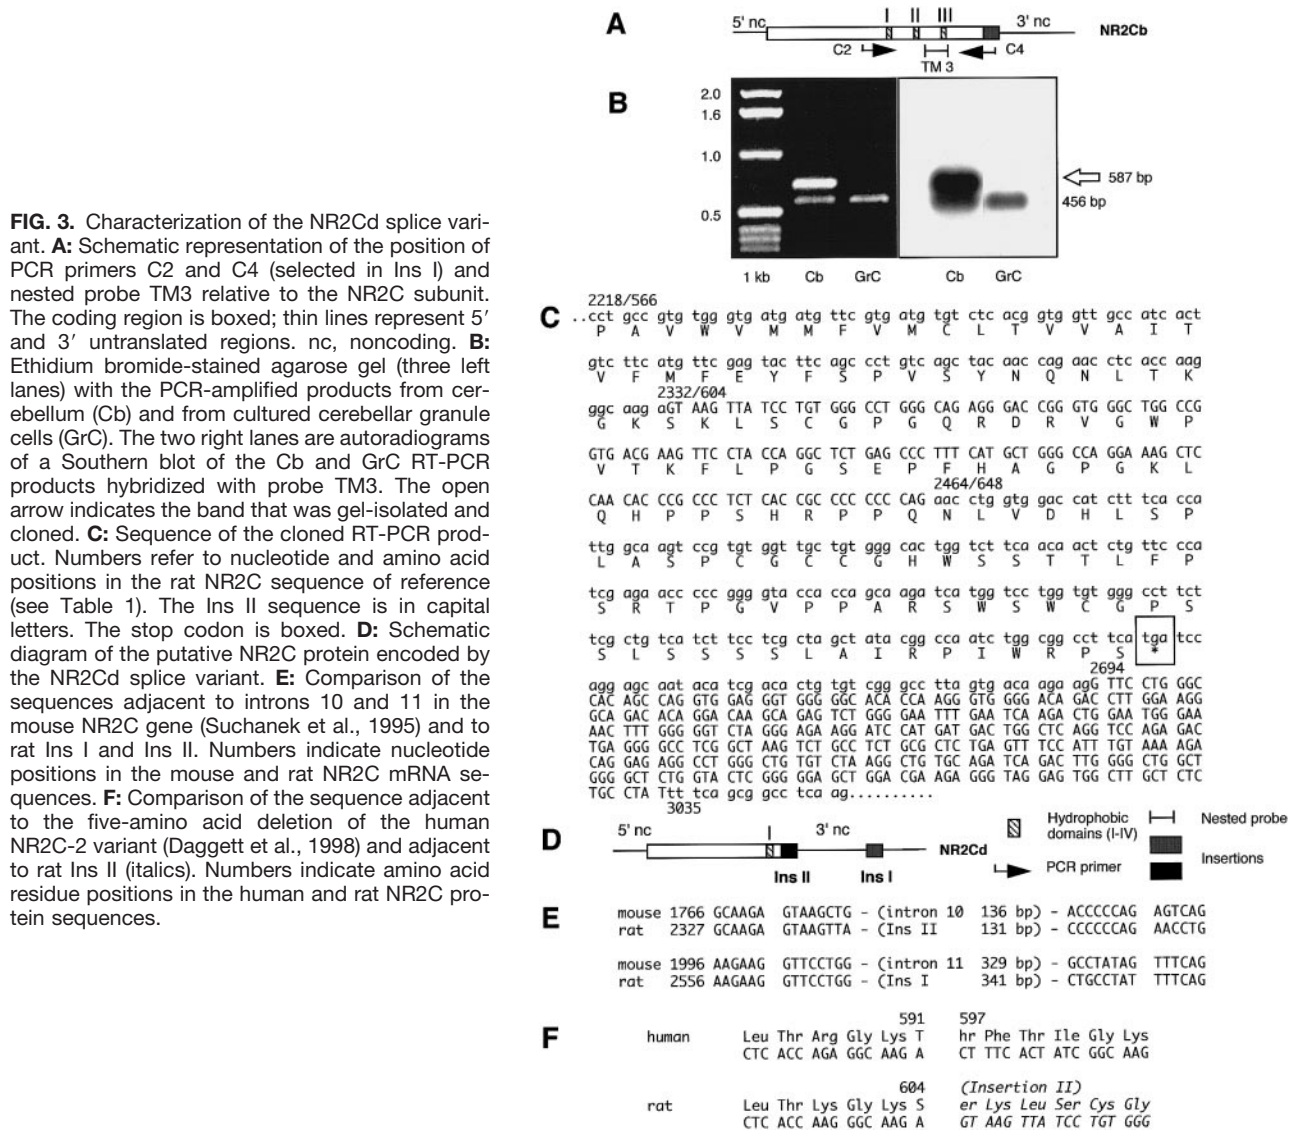 FIG. 3. Characterization of the NR2Cd splice vari-
ant. A: Schematic representation of the position of
PCR primers C2 and C4 (selected in Ins I) and
nested probe TM3 relative to the NR2C subunit.
The coding region is boxed; thin lines represent 5′
and 3′ untranslated regions. nc, noncoding. B:
Ethidium bromide-stained agarose gel (three left
lanes) with the PCR-amplified products from cer-
ebellum (Cb) and from cultured cerebellar granule
cells (GrC). The two right lanes are autoradiograms
of a Southern blot of the Cb and GrC RT-PCR
products hybridized with probe TM3. The open
arrow indicates the band that was gel-isolated and
cloned. C: Sequence of the cloned RT-PCR prod-
uct. Numbers refer to nucleotide and amino acid
positions in the rat NR2C sequence of reference
(see Table 1). The Ins II sequence is in capital
letters. The stop codon is boxed. D: Schematic
diagram of the putative NR2C protein encoded by
the NR2Cd splice variant. E: Comparison of the
sequences adjacent to introns 10 and 11 in the
mouse NR2C gene (Suchanek et al., 1995) and to
rat Ins I and Ins II. Numbers indicate nucleotide
positions in the mouse and rat NR2C mRNA se-
quences. F: Comparison of the sequence adjacent
to the five-amino acid deletion of the human
NR2C-2 variant (Daggett et al., 1998) and adjacent
to rat Ins II (italics). Numbers indicate amino acid
residue positions in the human and rat NR2C pro-
tein sequences.
A
I II III
5' nc 3' nc NR2Cb
C2 C4
TM 3
B
2.0
1.6
1.0
0.5
587 bp
456 bp
1 kb Cb GrC Cb GrC
C
2218/566
..cct gcc gtg tgg gtg atg atg ttc gtg atg tgt ctc acg gtg gtt gcc atc act
P A V W V M M F V M C L T V V A I T
gtc ttc atg ttc gag tac ttc agc cct gtc agc tac aac cag aac ctc acc aag
V F M F E Y F S P V S Y N Q N L T K
2332/604
ggc aag aGT AAG TTA TCC TGT GGG CCT GGG CAG AGG GAC CGG GTG GGC TGG CCG
G K S K L S C G P G Q R D R V G W P
GTG ACG AAG TTC CTA CCA GGC TCT GAG CCC TTT CAT GCT GGG CCA GGA AAG CTC
V T K F L P G S E P F H A G P G K L
2464/648
CAA CAC CCG CCC TCT CAC CGC CCC CCC CAG aac ctg gtg gac cat ctt tca cca
Q H P P S H R P P Q N L V D H L S P
ttg gca agt ccg tgt ggt tgc tgt ggg cac tgg tct tca aca act ctg ttc cca
L A S P C G C C G H W S S T T L F P
tcg aga acc ccc ggg gta cca cca gca aga tca tgg tcc tgg tgt ggg cct tct
S R T P G V P P A R S W S W C G P S
tcg ctg tca tct tcc tcg cta gct ata cgg cca atc tgg cgg cct tca tga tcc
S L S S S S L A I R P I W R P S *
2694
agg agc aat aca tcg aca ctg tgt cgg gcc tta gtg aca aga agG TTC CTG GGC
CAC AGC CAG GTG GAG GGT GGG GGC ACA CCA AGG GTG GGG ACA GAC CTT GGA AGG
GCA GAC ACA GGA CAA GCA GAG TCT GGG GAA TTT GAA TCA AGA CTG GAA TGG GAA
AAC TTT GGG GGT CTA GGG AGA AGG ATC CAT GAT GAC TGG CTC AGG TCC AGA GAC
TGA GGG GCC TCG GCT AAG TCT GCC TCT GCG CTC TGA GTT TCC ATT TGT AAA AGA
CAG GAG AGG CCT GGG CTG TGT CTA AGG CTG TGC AGA TCA GAC TTG GGG CTG GCT
GGG GCT CTG GTA CTC GGG GGA GCT GGA CGA AGA GGG TAG GAG TGG CTT GCT CTC
TGC CTA Ttt tca gcg gcc tca ag..........
3035
D
5' nc I 3' nc NR2Cd
Ins II Ins I
Hydrophobic domains (I-IV)
PCR primer
Nested probe
Insertions
E
mouse 1766 GCAAGA GTAAGCTG - (intron 10 136 bp) - ACCCCCAG AGTCAG
rat 2327 GCAAGA GTAAGTTA - (Ins II 131 bp) - CCCCCCAG AACCTG
mouse 1996 AAGAAG GTTCCTGG - (intron 11 329 bp) - GCCTATAG TTTCAG
rat 2556 AAGAAG GTTCCTGG - (Ins I 341 bp) - CTGCCTAT TTTCAG
F
591 597
human Leu Thr Arg Gly Lys T hr Phe Thr Ile Gly Lys
CTC ACC AGA GGC AAG A CT TTC ACT ATC GGC AAG
604 (Insertion II)
rat Leu Thr Lys Gly Lys S er Lys Leu Ser Cys Gly
CTC ACC AAG GGC AAG A GT AAG TTA TCC TGT GGG